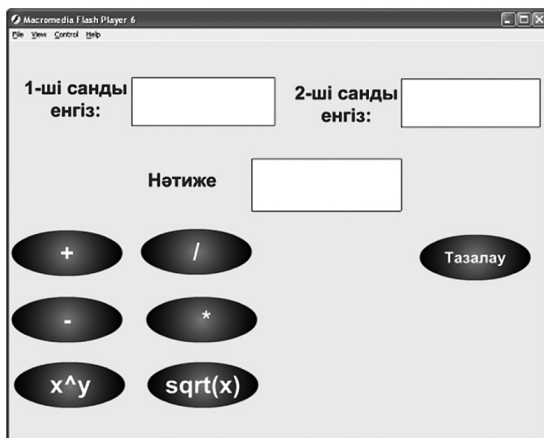 Macromedia Flash Player 6
File View Control Help
1-ші санды
енгіз:
2-ші санды
енгіз:
Нәтиже
+
/
Тазалау
-
*
x^y
sqrt(x)